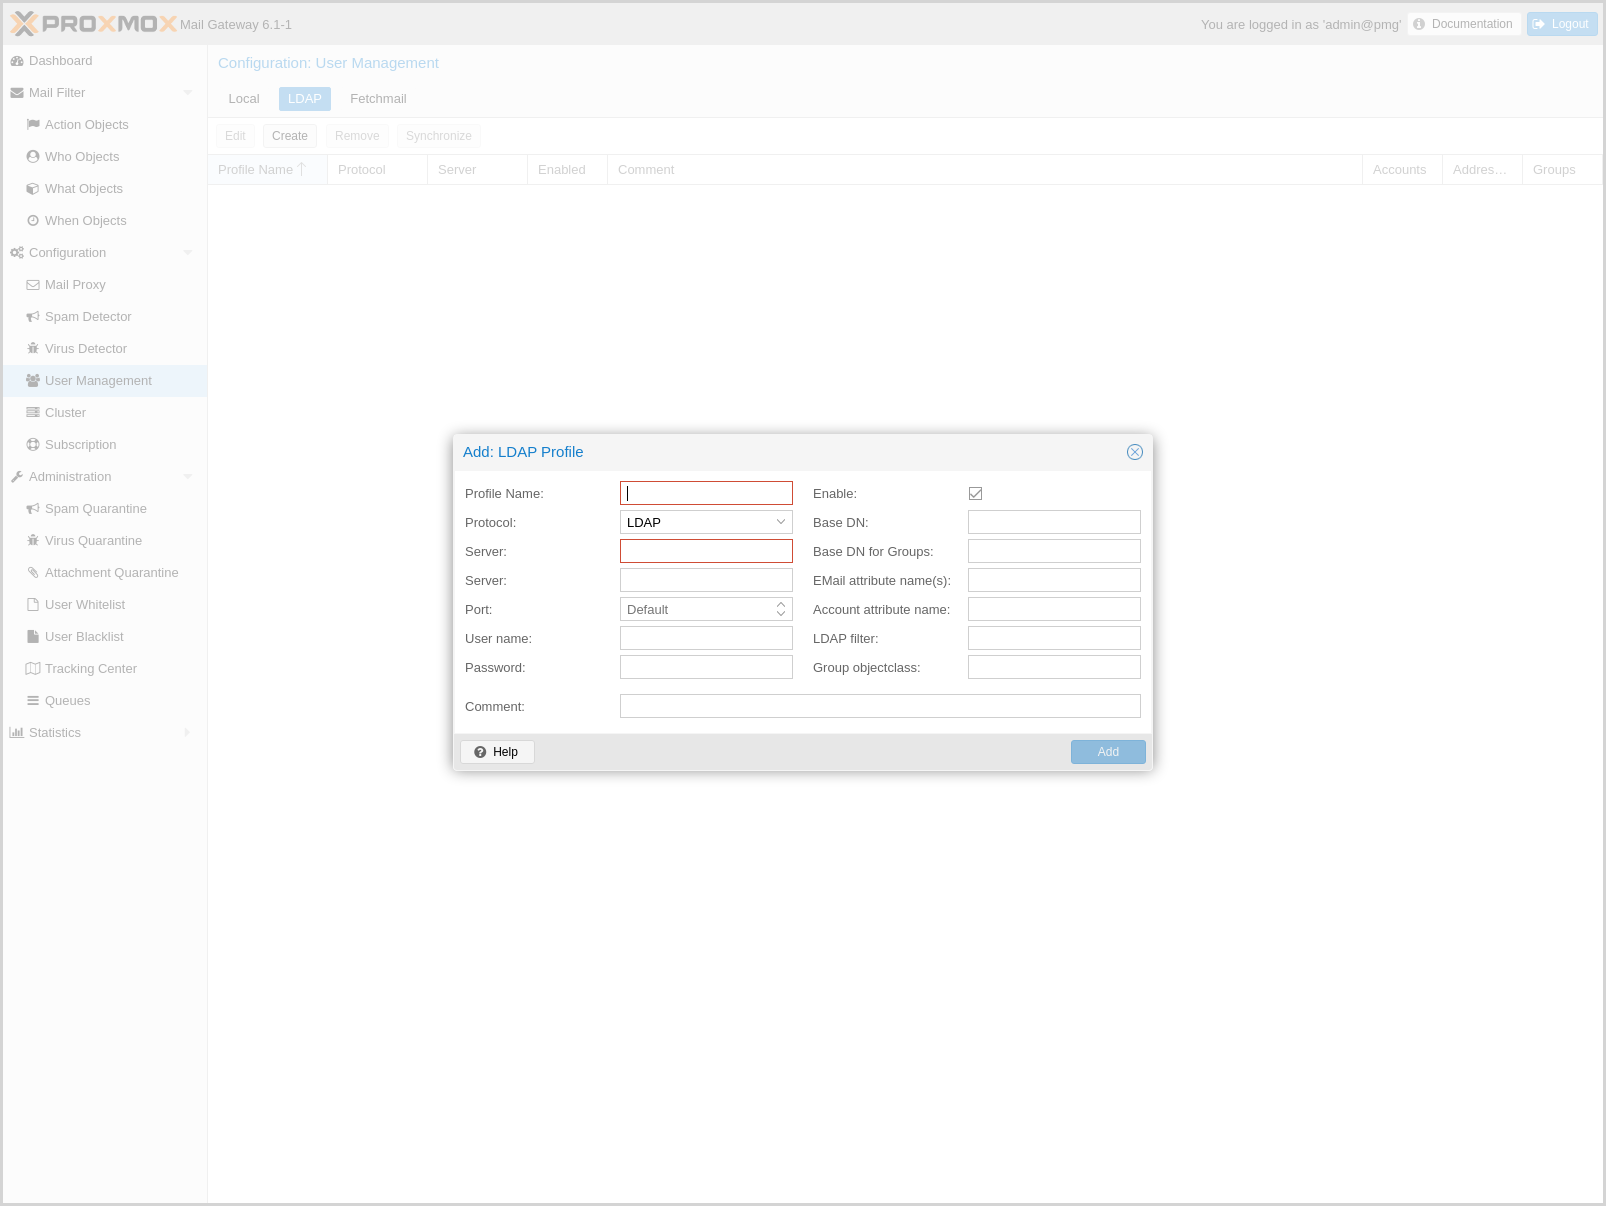 PROXMOX Mail Gateway 6.1-1
You are logged in as 'admin@pmg' Documentation Logout
Dashboard
Mail Filter
Action Objects
Who Objects
What Objects
When Objects
Configuration
Mail Proxy
Spam Detector
Virus Detector
User Management
Cluster
Subscription
Administration
Spam Quarantine
Virus Quarantine
Attachment Quarantine
User Whitelist
User Blacklist
Tracking Center
Queues
Statistics
Configuration: User Management
Local LDAP Fetchmail
Edit Create Remove Synchronize
Profile Name Protocol Server Enabled Comment Accounts Addres… Groups
Add: LDAP Profile
Profile Name: Enable:
Protocol: LDAP Base DN:
Server: Base DN for Groups:
Server: EMail attribute name(s):
Port: Default Account attribute name:
User name: LDAP filter:
Password: Group objectclass:
Comment:
Help Add